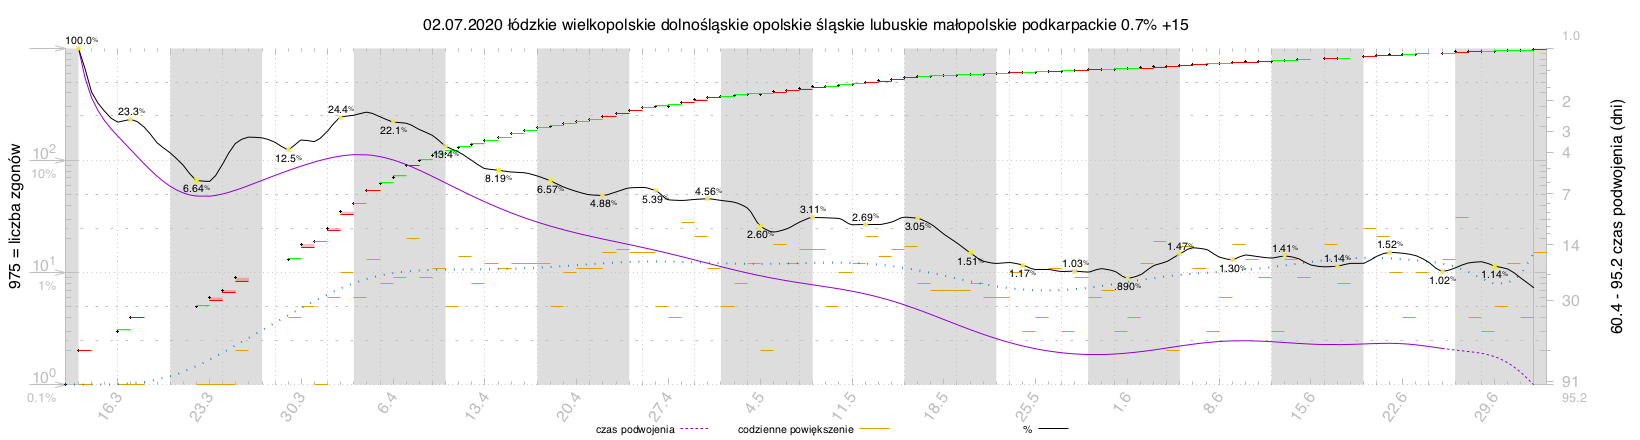 02.07.2020 łódzkie wielkopolskie dolnośląskie opolskie śląskie lubuskie małopolskie podkarpackie 0.7% +15
975 = liczba zgonów
10² 10¹ 10⁰
10% 1% 0.1%
100.0% 23.3% 6.64% 12.5% 24.4% 22.1% 13.4% 8.19% 6.57% 4.88% 5.39% 4.56% 2.60% 3.11% 2.69% 3.05% 1.51% 1.17% 1.03% .890% 1.47% 1.30% 1.41% 1.14% 1.52% 1.02% 1.14%
1.0 2 3 4 7 14 30 91 95.2
60.4 - 95.2 czas podwojenia (dni)
16.3 23.3 30.3 6.4 13.4 20.4 27.4 4.5 11.5 18.5 25.5 1.6 8.6 15.6 22.6 29.6
czas podwojenia codzienne powiększenie %